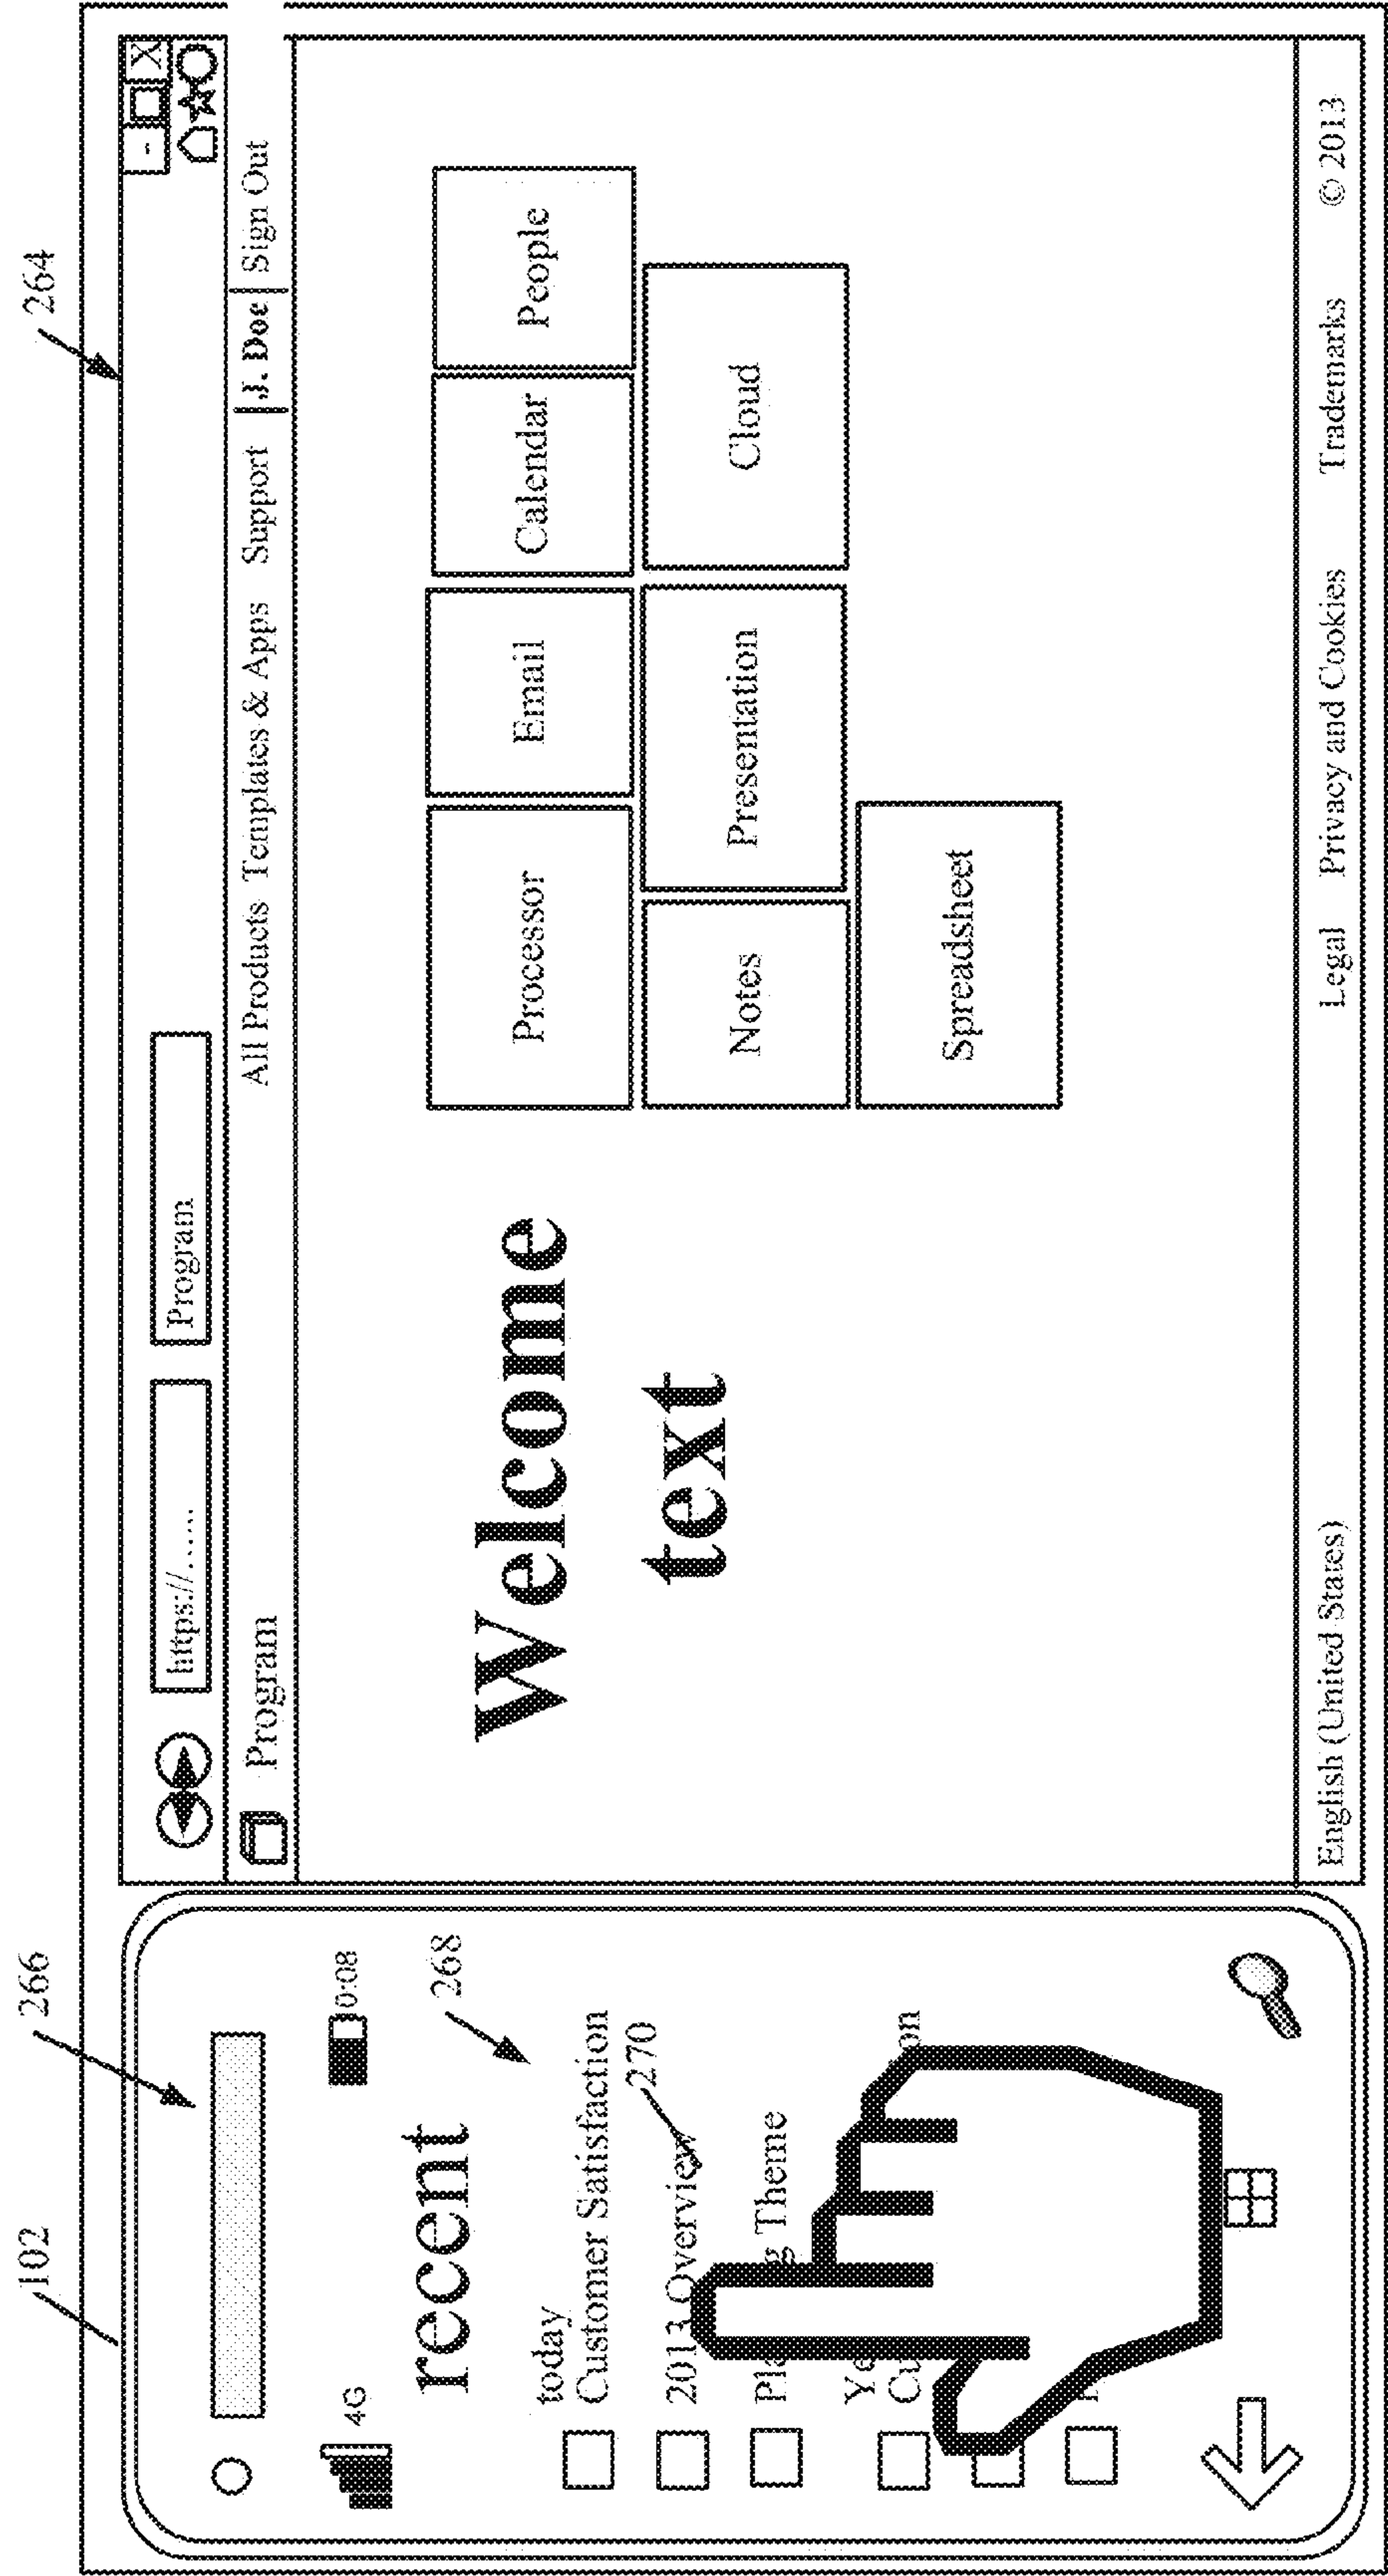 102
266
264
4G
10:08
recent
268
today
Customer Satisfaction
270
2013 Overview
Theme
https://......
Program
- X
Program
All Products Templates & Apps Support J. Doe Sign Out
Welcome
text
Processor
Email
Calendar
People
Notes
Presentation
Cloud
Spreadsheet
English (United States)
Legal
Privacy and Cookies
Trademarks
© 2013